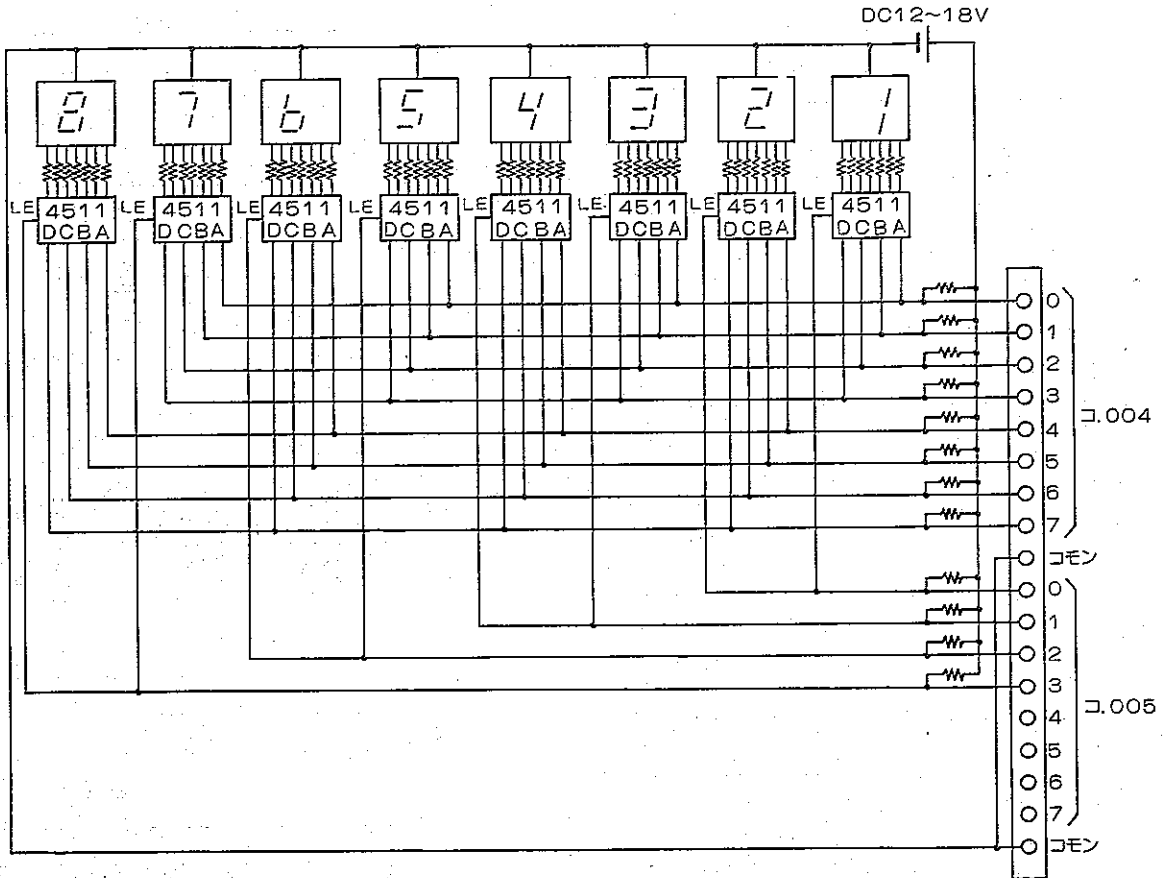 DC12~18V
8 7 6 5 4 3 2 1
LE 4511 LE 4511 LE 4511 LE 4511 LE 4511 LE 4511 LE 4511 LE 4511
DCBA DCBA DCBA DCBA DCBA DCBA DCBA DCBA
0
1
2
3
4
コ.004
5
6
7
コモン
0
1
2
3
コ.005
4
5
6
7
コモン